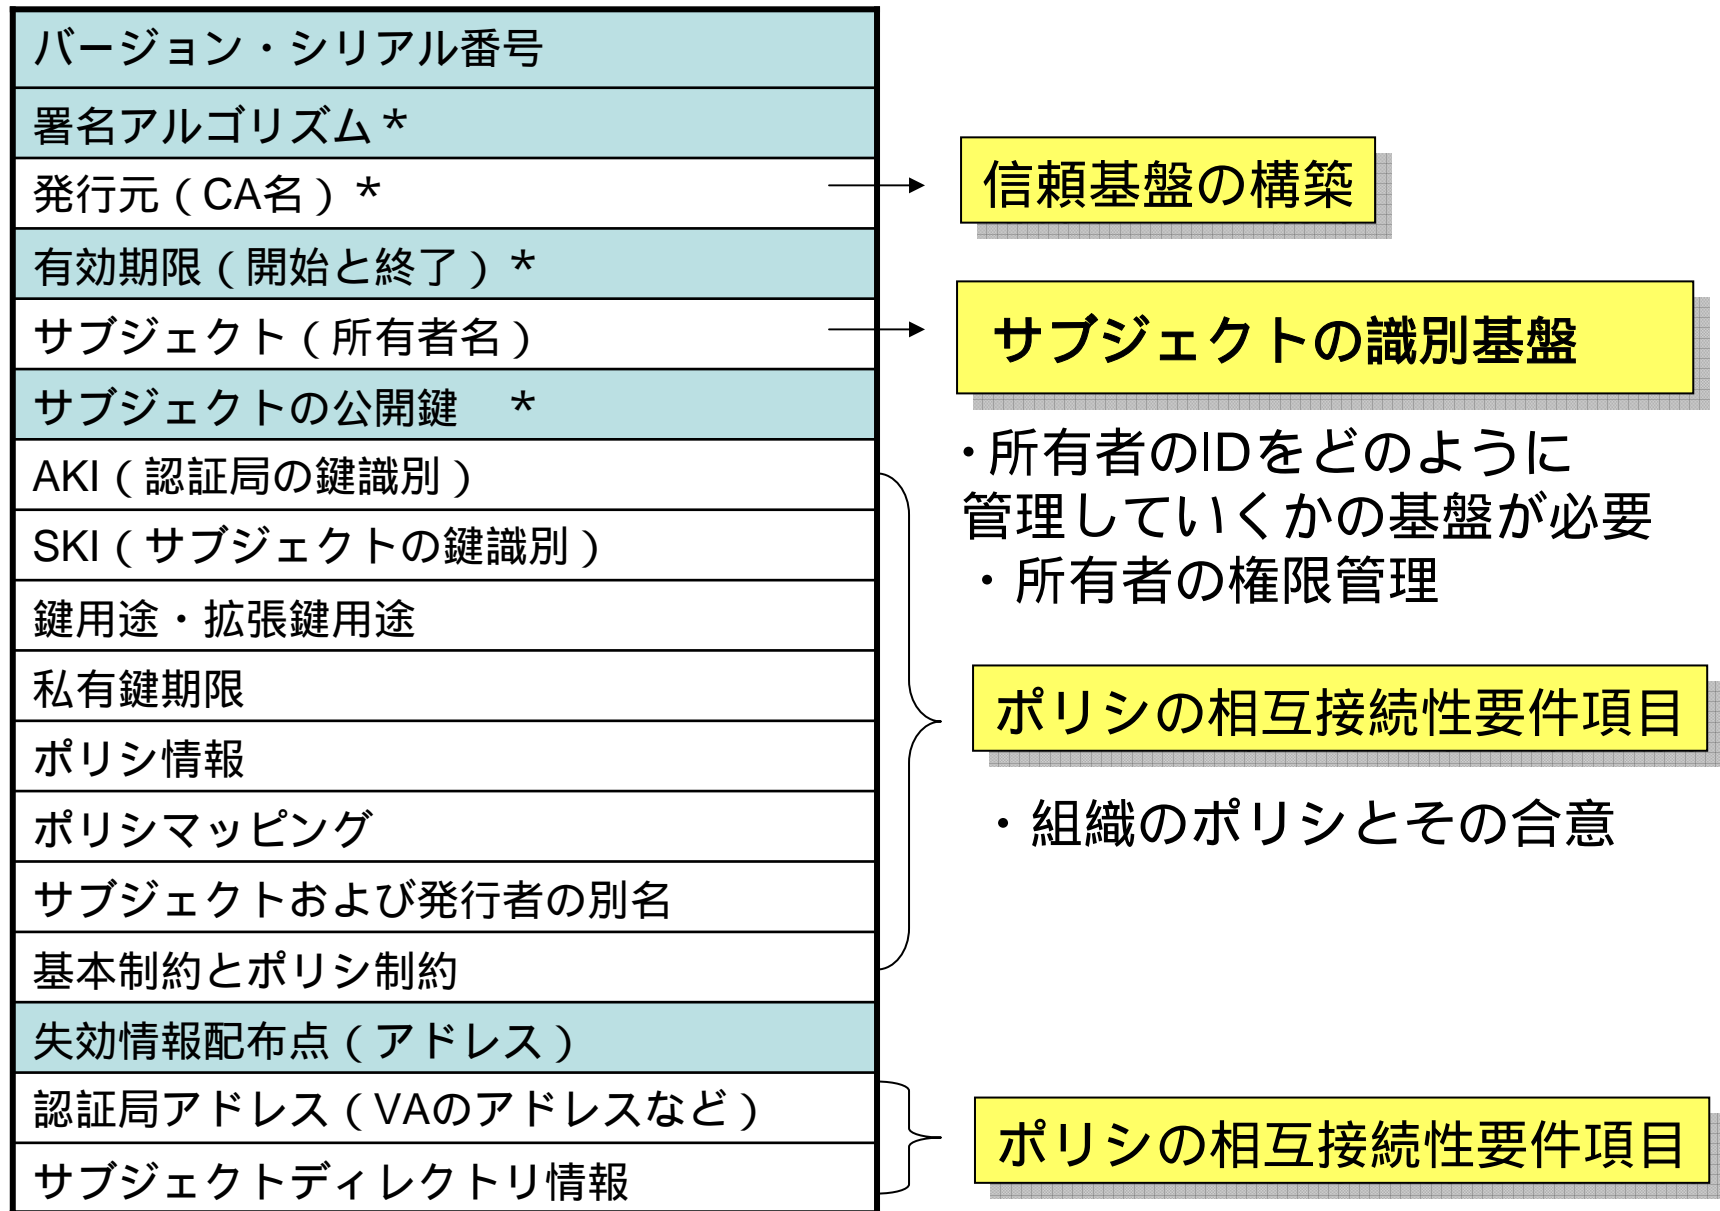 バージョン・シリアル番号
署名アルゴリズム*
発行元（CA名）*
有効期限（開始と終了）*
サブジェクト（所有者名）
サブジェクトの公開鍵　*
AKI（認証局の鍵識別）
SKI（サブジェクトの鍵識別）
鍵用途・拡張鍵用途
私有鍵期限
ポリシ情報
ポリシマッピング
サブジェクトおよび発行者の別名
基本制約とポリシ制約
失効情報配布点（アドレス）
認証局アドレス（VAのアドレスなど）
サブジェクトディレクトリ情報
信頼基盤の構築
サブジェクトの識別基盤
・所有者のIDをどのように
管理していくかの基盤が必要
・所有者の権限管理
ポリシの相互接続性要件項目
・組織のポリシとその合意
ポリシの相互接続性要件項目